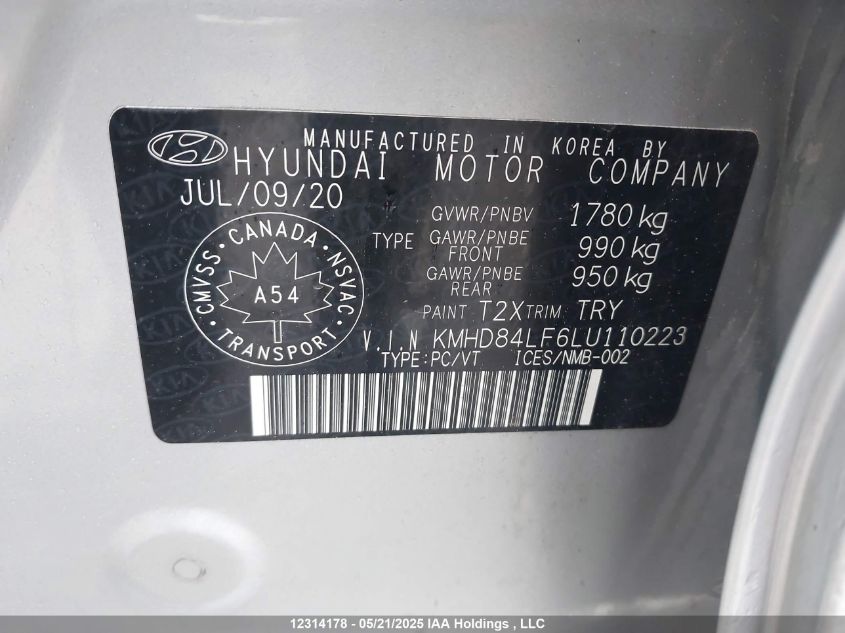 MANUFACTURED IN KOREA BY
HYUNDAI MOTOR COMPANY
JUL/09/20
GVWR/PNBV 1780 kg
TYPE GAWR/PNBE FRONT 990 kg
GAWR/PNBE REAR 950 kg
PAINT T2X TRIM TRY
V.I.N KMHD84LF6LU110223
TYPE:PC/VT ICES/NMB-002
CANADA
CMVSS · NSVAC
A54
TRANSPORT
12314178 - 05/21/2025 IAA Holdings , LLC